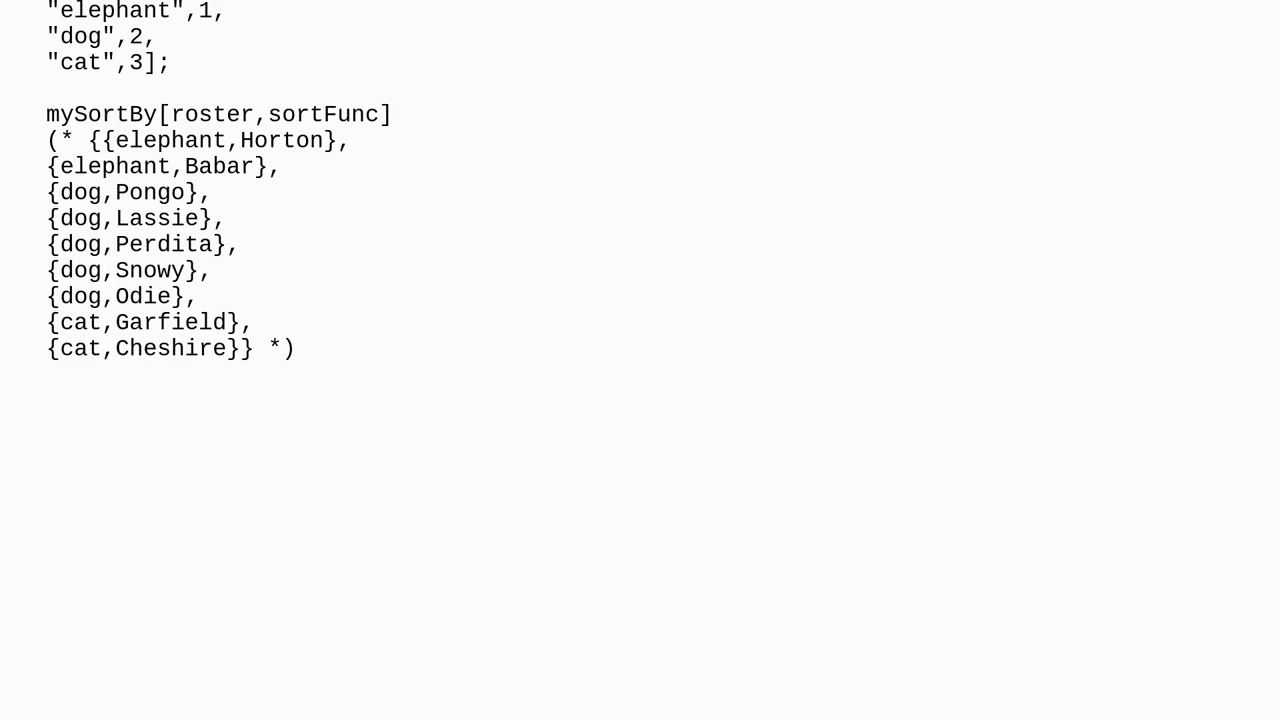 "elephant",1,
"dog",2,
"cat",3];

mySortBy[roster,sortFunc]
(* {{elephant,Horton},
{elephant,Babar},
{dog,Pongo},
{dog,Lassie},
{dog,Perdita},
{dog,Snowy},
{dog,Odie},
{cat,Garfield},
{cat,Cheshire}} *)